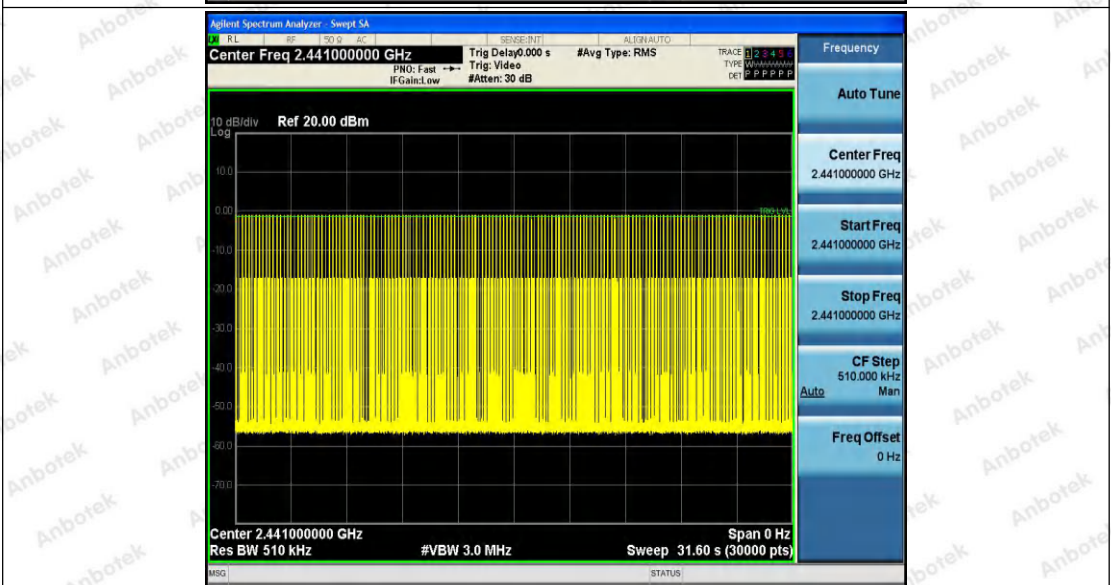 Agilent Spectrum Analyzer - Swept SA
RL RF 50 Ω AC SENSE:INT ALIGNAUTO
Center Freq 2.441000000 GHz
PNO: Fast
IFGain:Low
Trig Delay0.000 s
Trig: Video
#Atten: 30 dB
#Avg Type: RMS
TRACE 1 2 3 4 5 6
TYPE
DET P P P P P P
10 dB/div
Log
Ref 20.00 dBm
10.0
0.00
TRIG LVL
-10.0
-20.0
-30.0
-40.0
-50.0
-60.0
-70.0
Center 2.441000000 GHz
Res BW 510 kHz
#VBW 3.0 MHz
Span 0 Hz
Sweep 31.60 s (30000 pts)
MSG
STATUS
Frequency
Auto Tune
Center Freq
2.441000000 GHz
Start Freq
2.441000000 GHz
Stop Freq
2.441000000 GHz
CF Step
510.000 kHz
Auto Man
Freq Offset
0 Hz
Anbotek